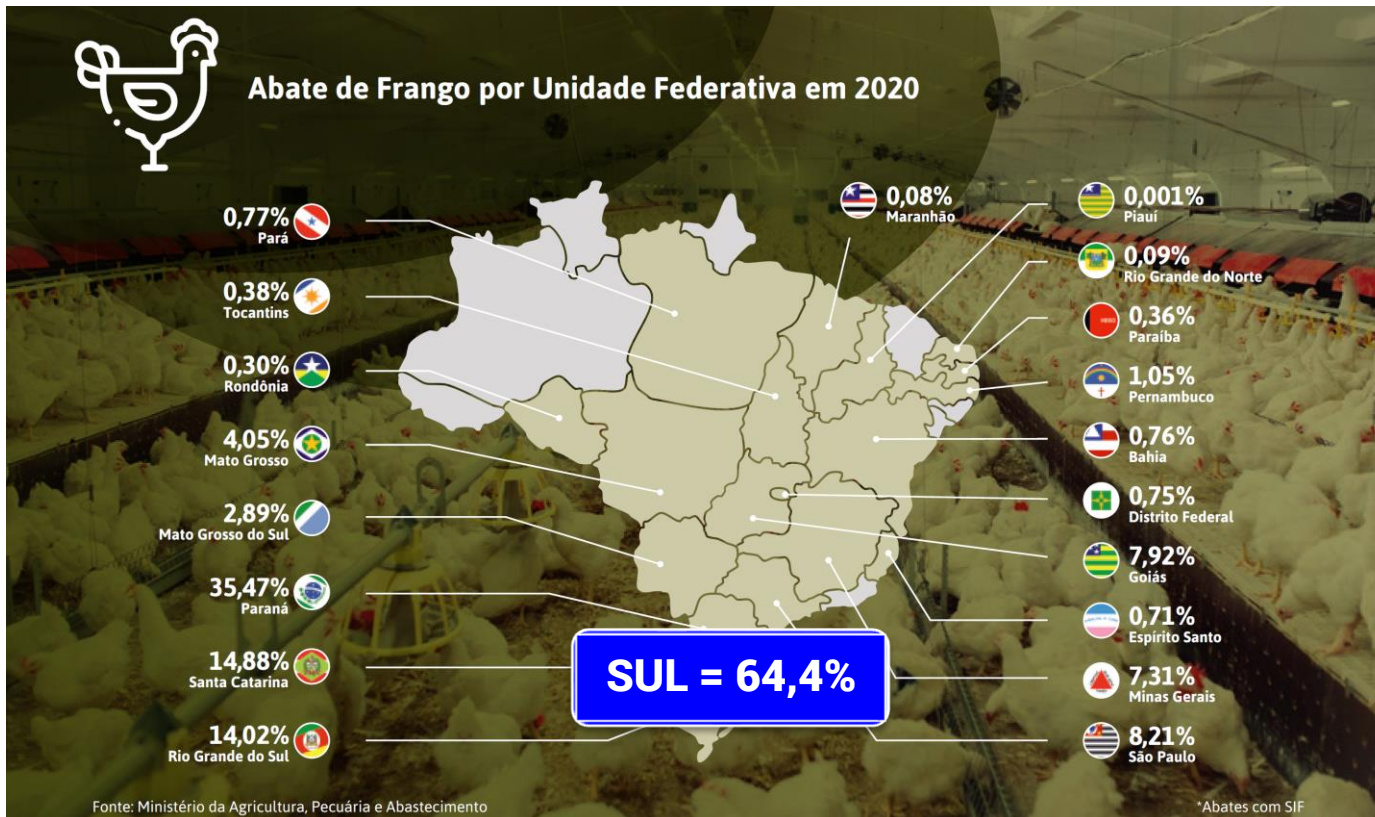 Abate de Frango por Unidade Federativa em 2020
0,77%
Pará
0,38%
Tocantins
0,30%
Rondônia
4,05%
Mato Grosso
2,89%
Mato Grosso do Sul
35,47%
Paraná
14,88%
Santa Catarina
14,02%
Rio Grande do Sul
0,08%
Maranhão
0,001%
Piauí
0,09%
Rio Grande do Norte
0,36%
Paraíba
1,05%
Pernambuco
0,76%
Bahia
0,75%
Distrito Federal
7,92%
Goiás
0,71%
Espírito Santo
7,31%
Minas Gerais
8,21%
São Paulo
SUL = 64,4%
Fonte: Ministério da Agricultura, Pecuária e Abastecimento
*Abates com SIF